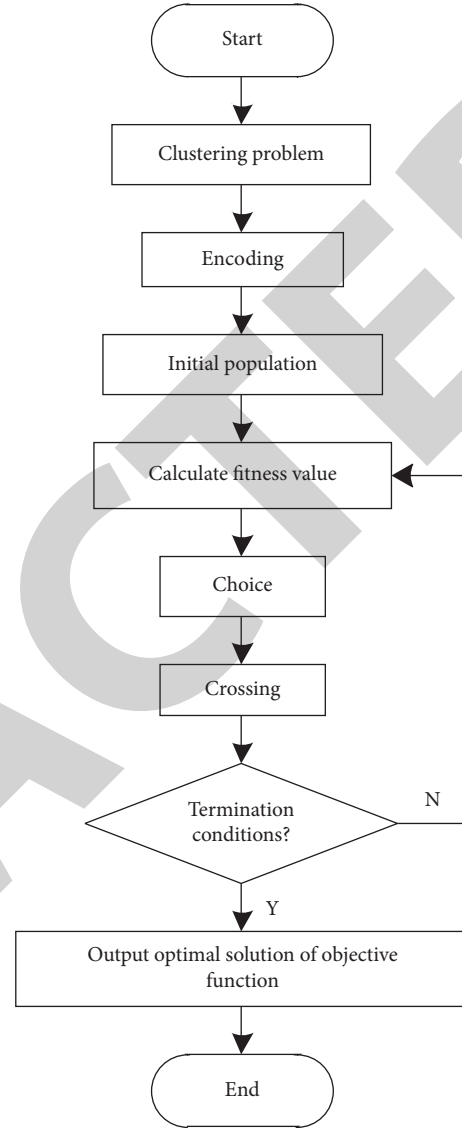 Start
Clustering problem
Encoding
Initial population
Calculate fitness value
Choice
Crossing
Termination
conditions?
N
Y
Output optimal solution of objective
function
End